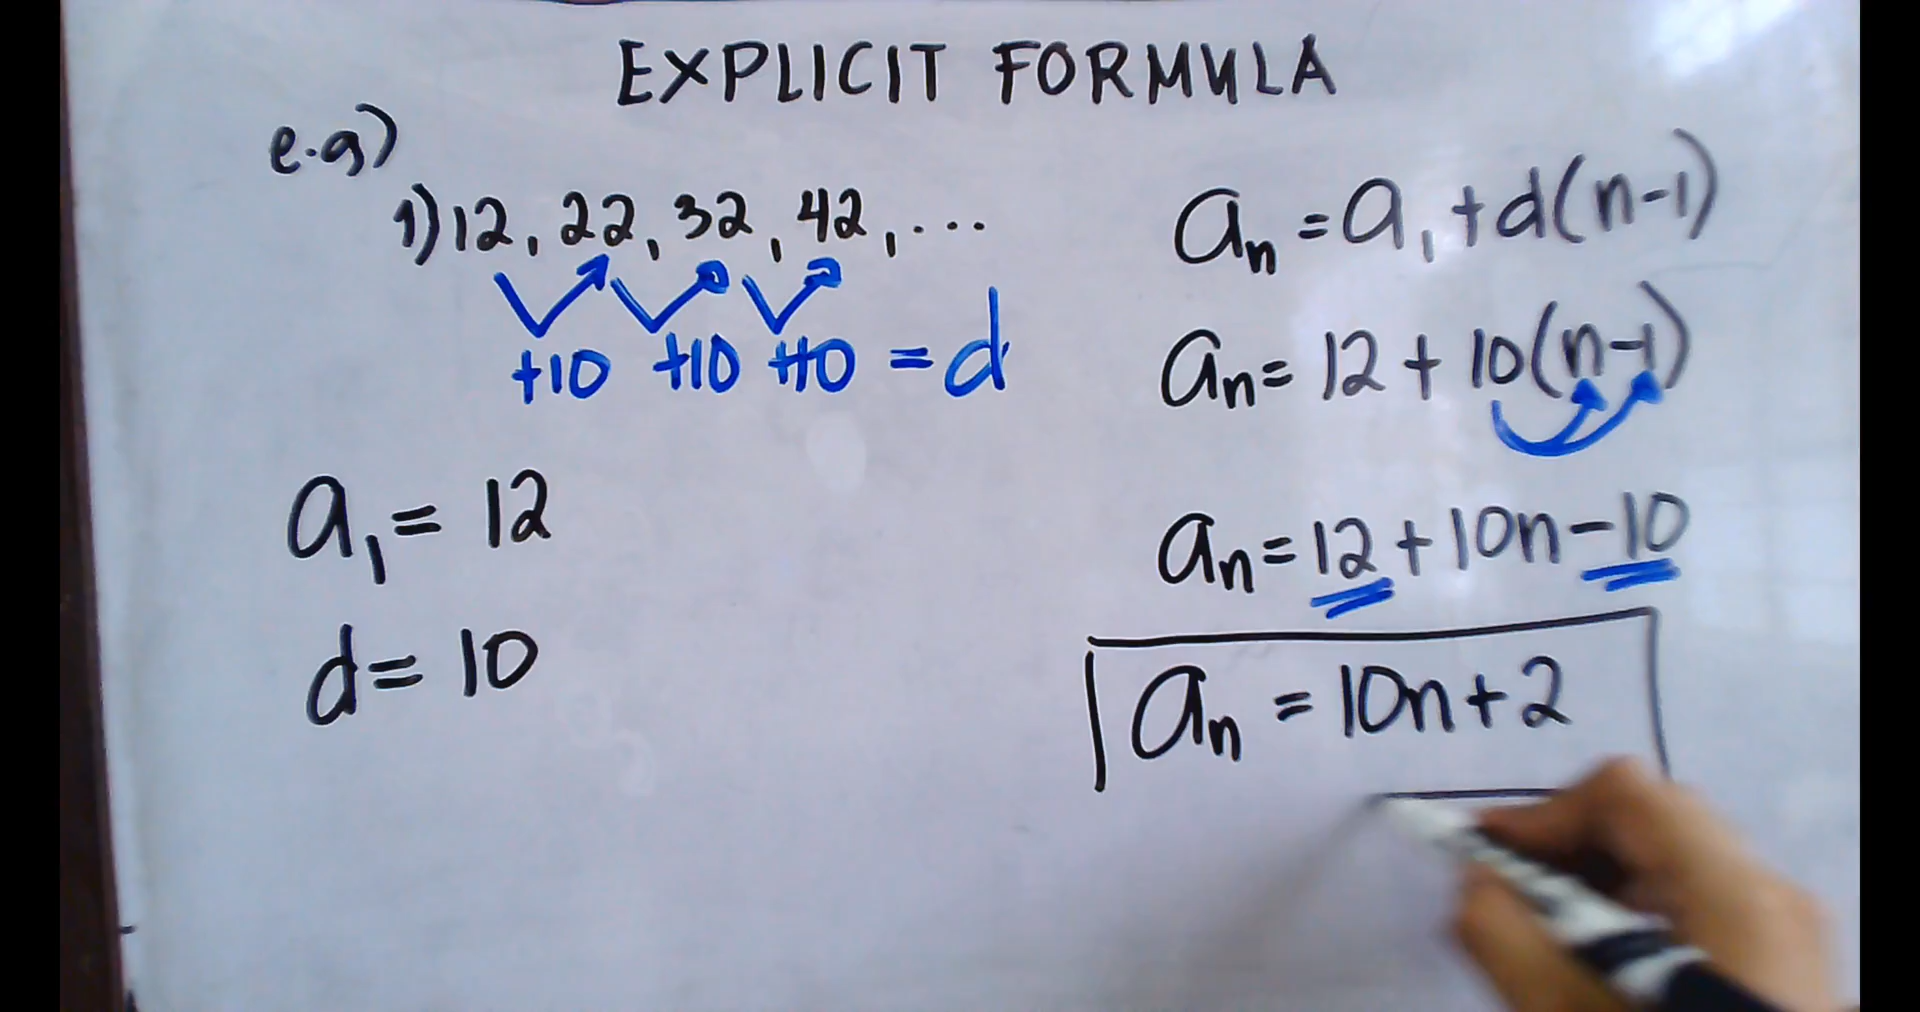 EXPLICIT FORMULA
e.g)
1) 12, 22, 32, 42, ...
+10 +10 +10 = d
a₁ = 12
d = 10
aₙ = a₁ + d(n-1)
aₙ = 12 + 10(n-1)
aₙ = 12 + 10n - 10
aₙ = 10n + 2